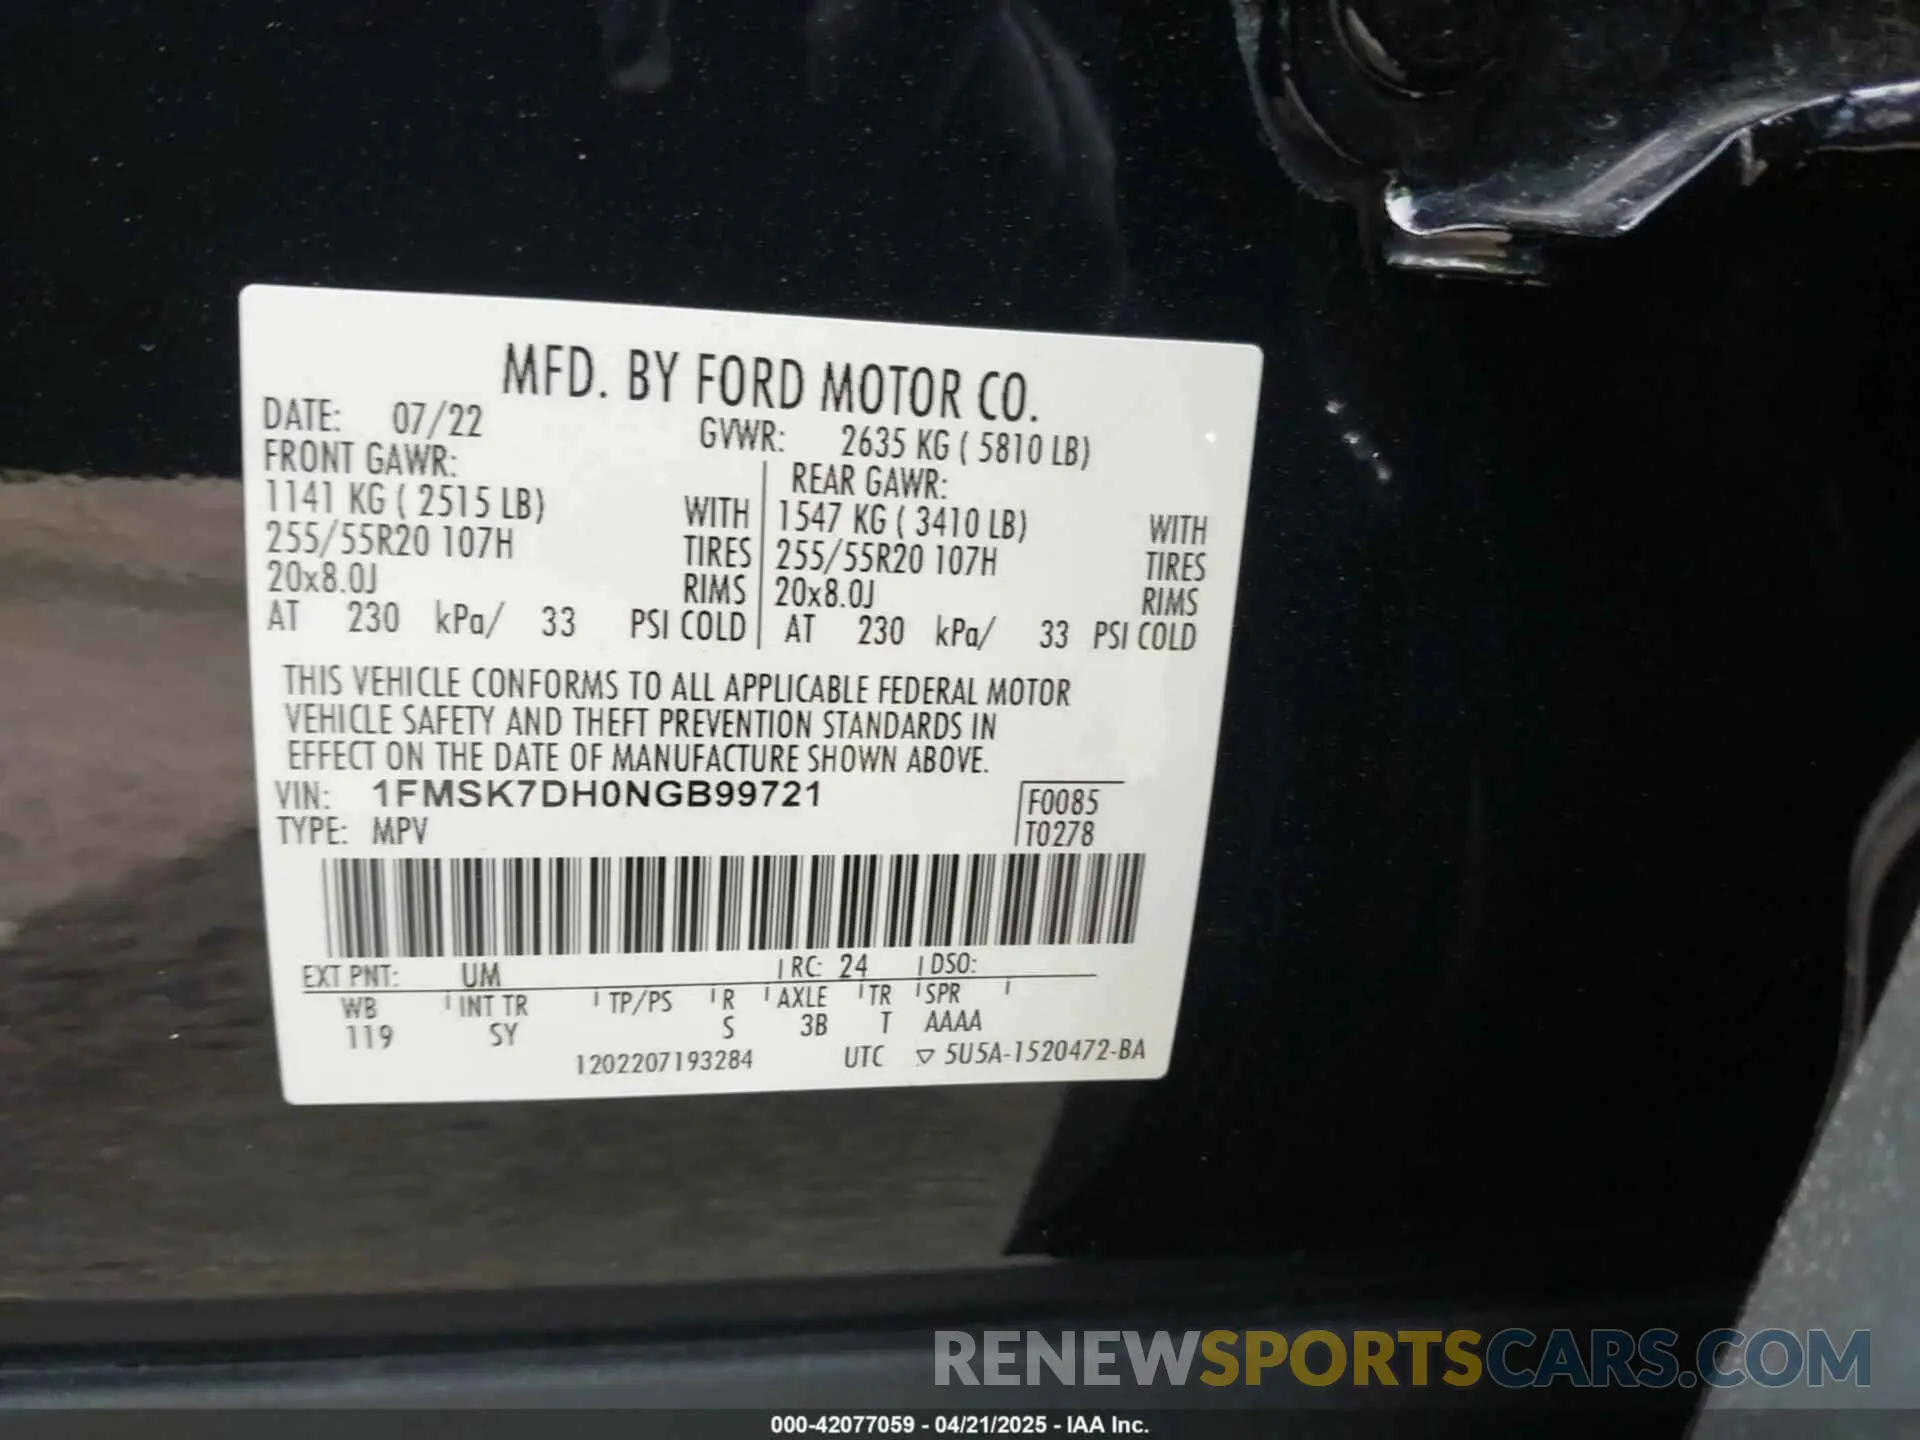 MFD. BY FORD MOTOR CO.
DATE: 07/22 GVWR: 2635 KG ( 5810 LB)
FRONT GAWR: REAR GAWR:
1141 KG ( 2515 LB) WITH 1547 KG ( 3410 LB) WITH
255/55R20 107H TIRES 255/55R20 107H TIRES
20x8.0J RIMS 20x8.0J RIMS
AT 230 kPa/ 33 PSI COLD AT 230 kPa/ 33 PSI COLD
THIS VEHICLE CONFORMS TO ALL APPLICABLE FEDERAL MOTOR
VEHICLE SAFETY AND THEFT PREVENTION STANDARDS IN
EFFECT ON THE DATE OF MANUFACTURE SHOWN ABOVE.
VIN: 1FMSK7DH0NGB99721 F0085
TYPE: MPV T0278
EXT PNT: UM RC: 24 DSO:
WB INT TR TP/PS R AXLE TR SPR
119 SY S 3B T AAAA
1202207193284 UTC ▽ 5U5A-1520472-BA
RENEWSPORTSCARS.COM
000-42077059 - 04/21/2025 - IAA Inc.